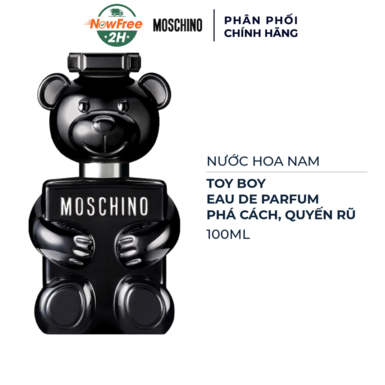 NowFree
2H
MOSCHINO
PHÂN PHỐI
CHÍNH HÃNG
NƯỚC HOA NAM
TOY BOY
EAU DE PARFUM
PHÁ CÁCH, QUYẾN RŨ
100ML
MOSCHINO